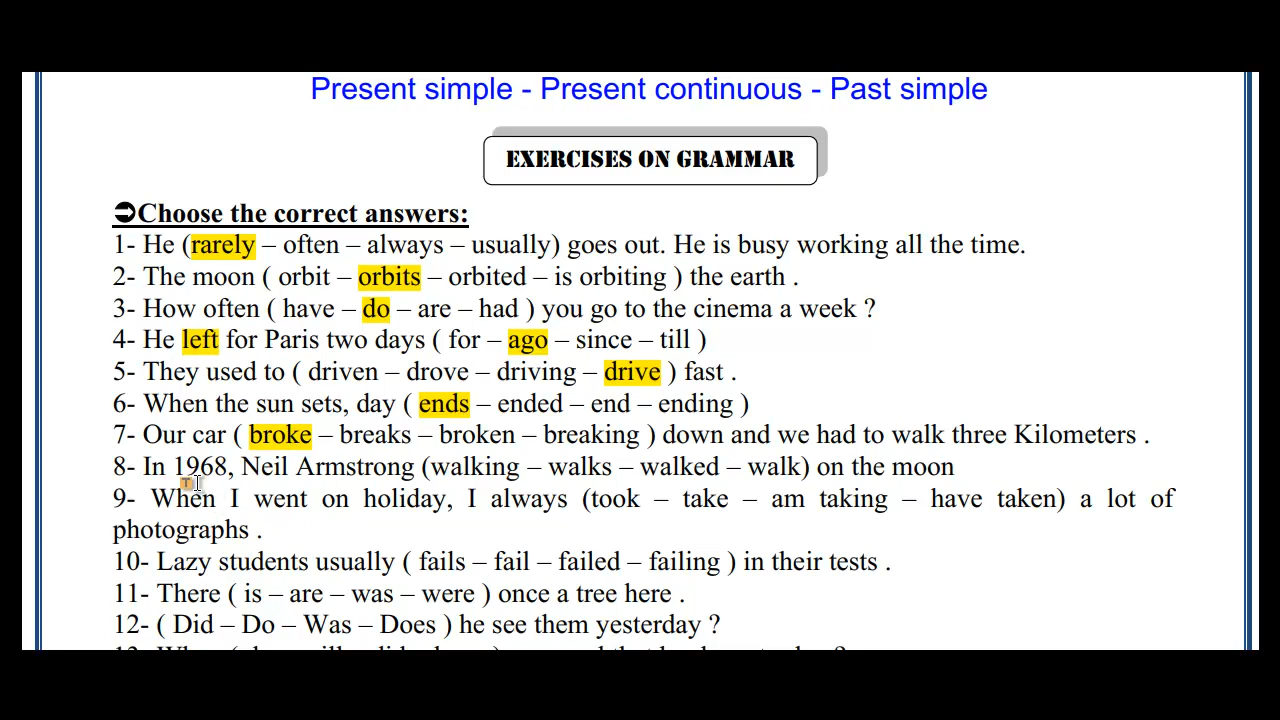 Present simple - Present continuous - Past simple
EXERCISES ON GRAMMAR
➲Choose the correct answers:
1- He (rarely – often – always – usually) goes out. He is busy working all the time.
2- The moon ( orbit – orbits – orbited – is orbiting ) the earth .
3- How often ( have – do – are – had ) you go to the cinema a week ?
4- He left for Paris two days ( for – ago – since – till )
5- They used to ( driven – drove – driving – drive ) fast .
6- When the sun sets, day ( ends – ended – end – ending )
7- Our car ( broke – breaks – broken – breaking ) down and we had to walk three Kilometers .
8- In 1968, Neil Armstrong (walking – walks – walked – walk) on the moon
9- When I went on holiday, I always (took – take – am taking – have taken) a lot of
photographs .
10- Lazy students usually ( fails – fail – failed – failing ) in their tests .
11- There ( is – are – was – were ) once a tree here .
12- ( Did – Do – Was – Does ) he see them yesterday ?